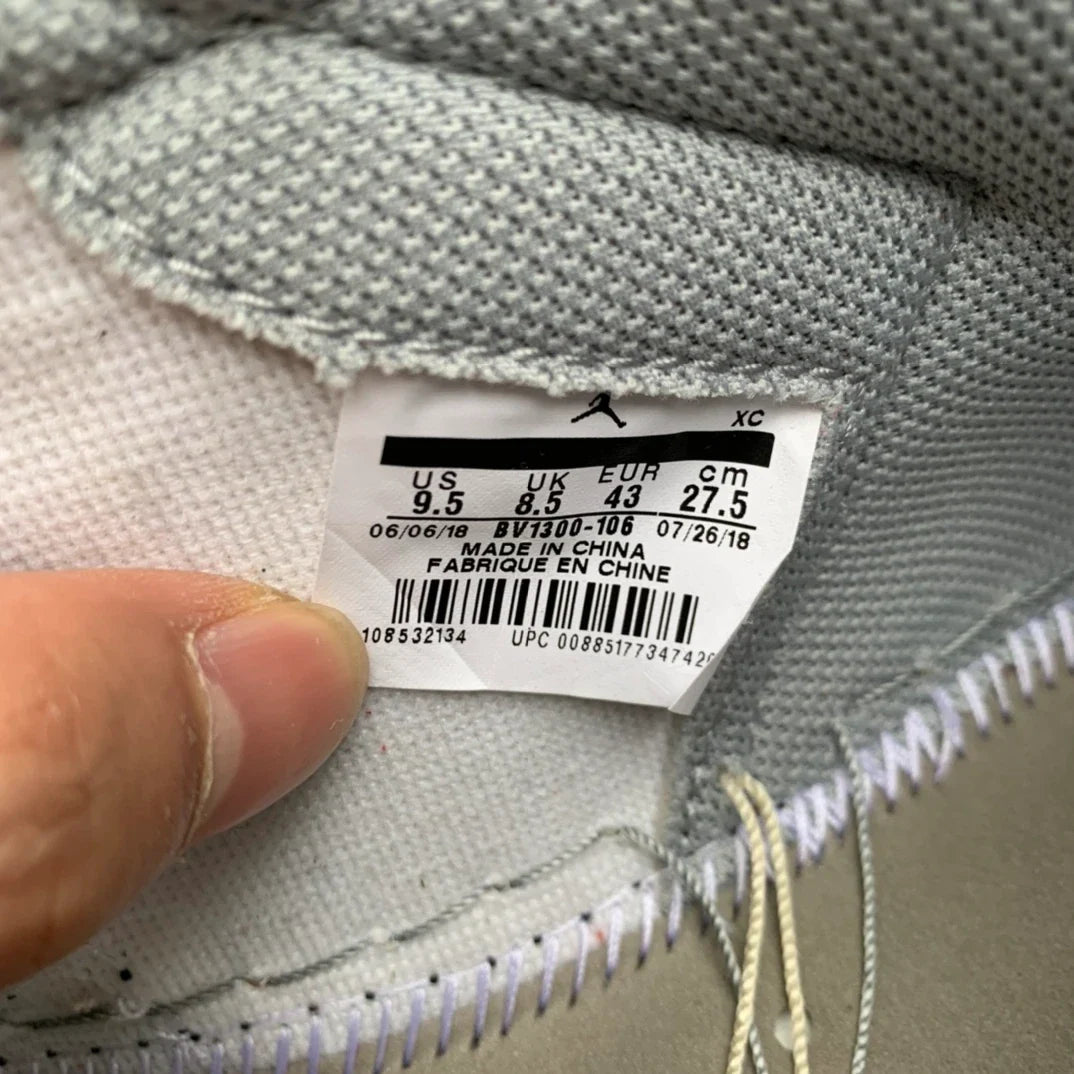 XC
US UK EUR cm
9.5 8.5 43 27.5
06/06/18 BV1300-106 07/26/18
MADE IN CHINA
FABRIQUE EN CHINE
108532134 UPC 00885177347429